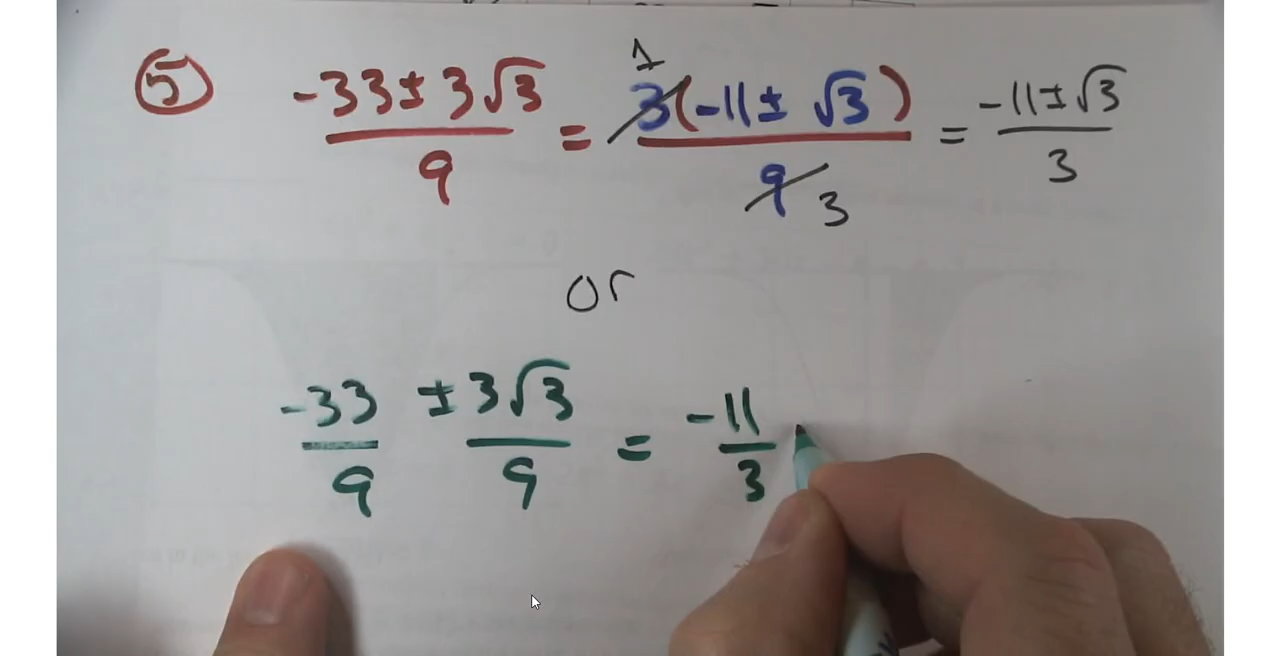 ⑤ -33±3√3/9 = 3(-11±√3)/9 1 3 = -11±√3/3
or
-33/9 ±3√3/9 = -11/3